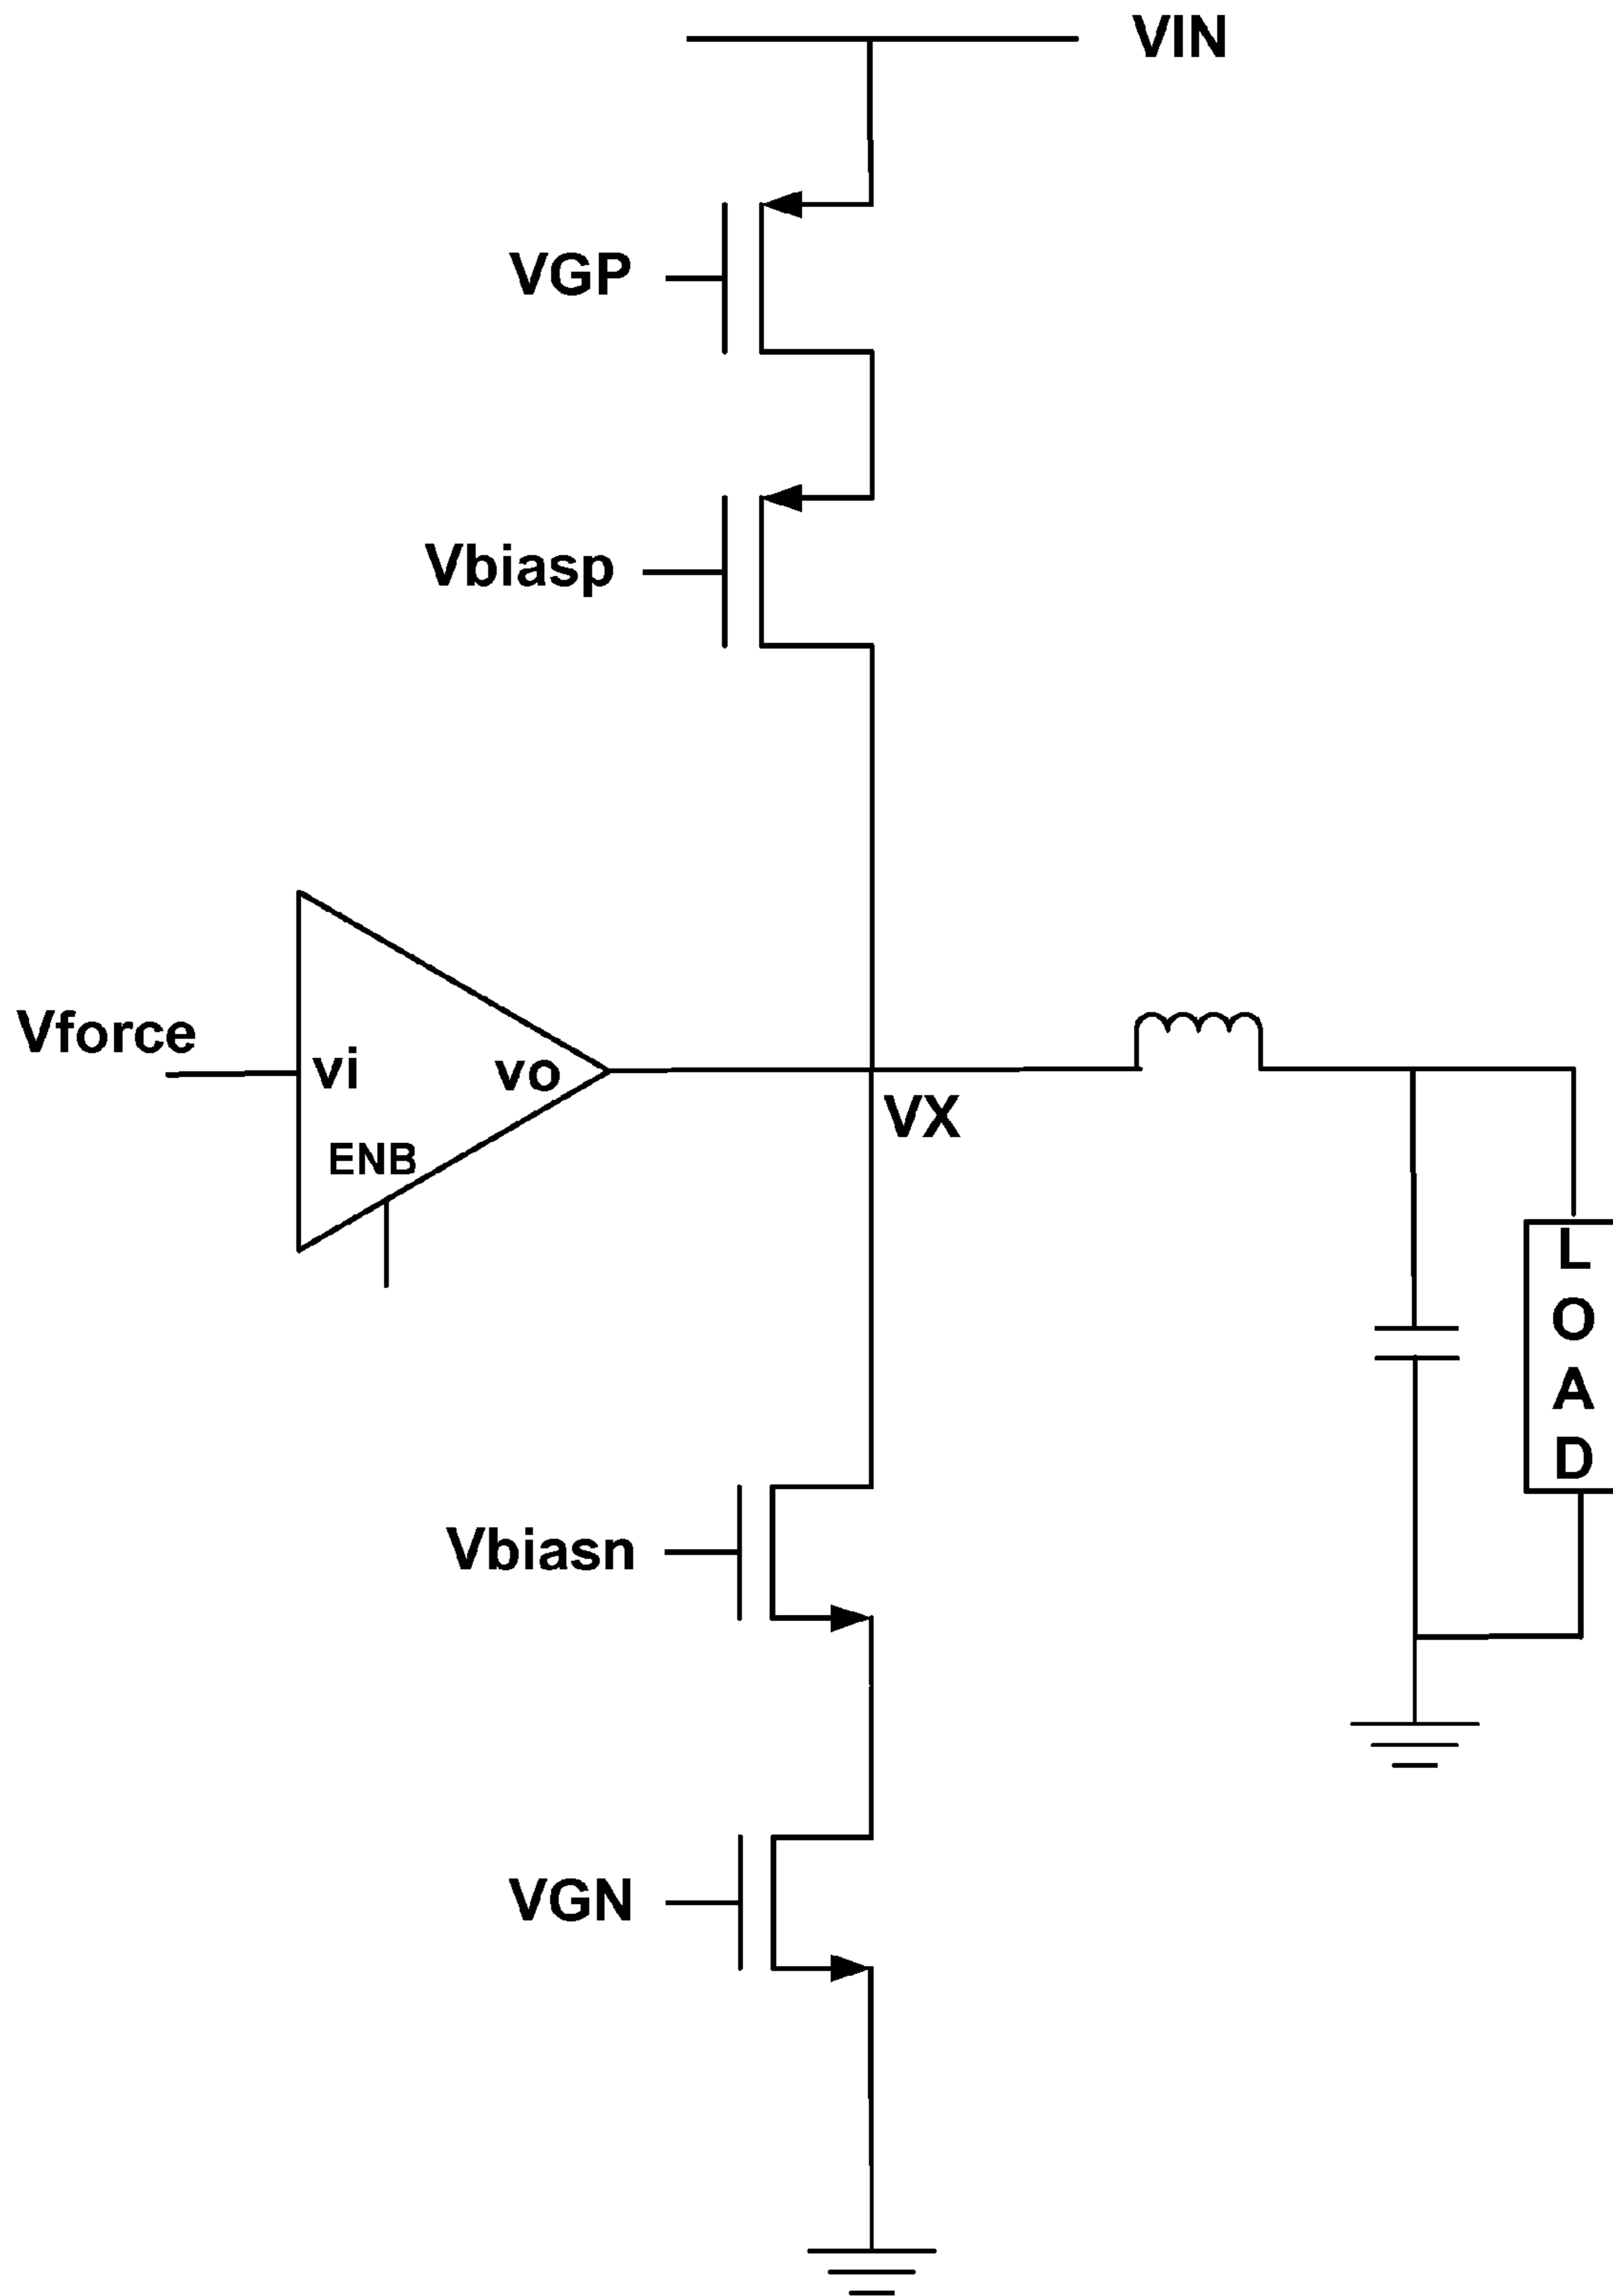 VIN
VGP
Vbiasp
Vforce
vi
vo
ENB
VX
L
O
A
D
Vbiasn
VGN